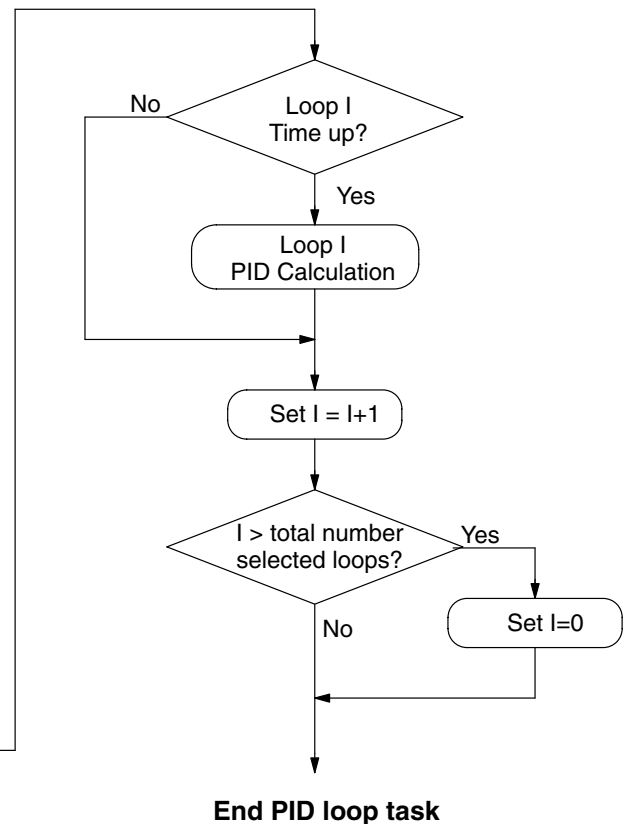 No
Loop I
Time up?
Yes
Loop I
PID Calculation
Set I = I+1
I > total number
selected loops?
Yes
No
Set I=0
End PID loop task